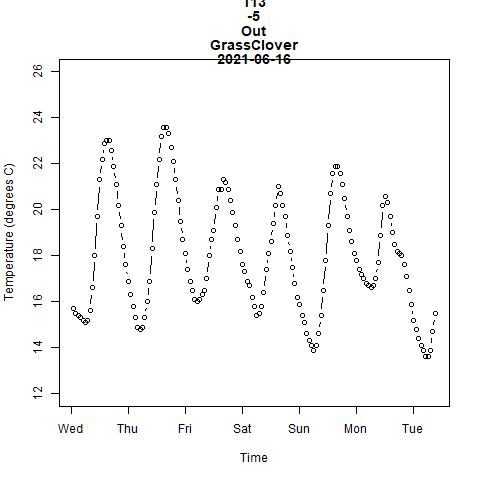 113
-5
Out
GrassClover
2021-06-16
Temperature (degrees C)
26
24
22
20
18
16
14
12
Wed
Thu
Fri
Sat
Sun
Mon
Tue
Time